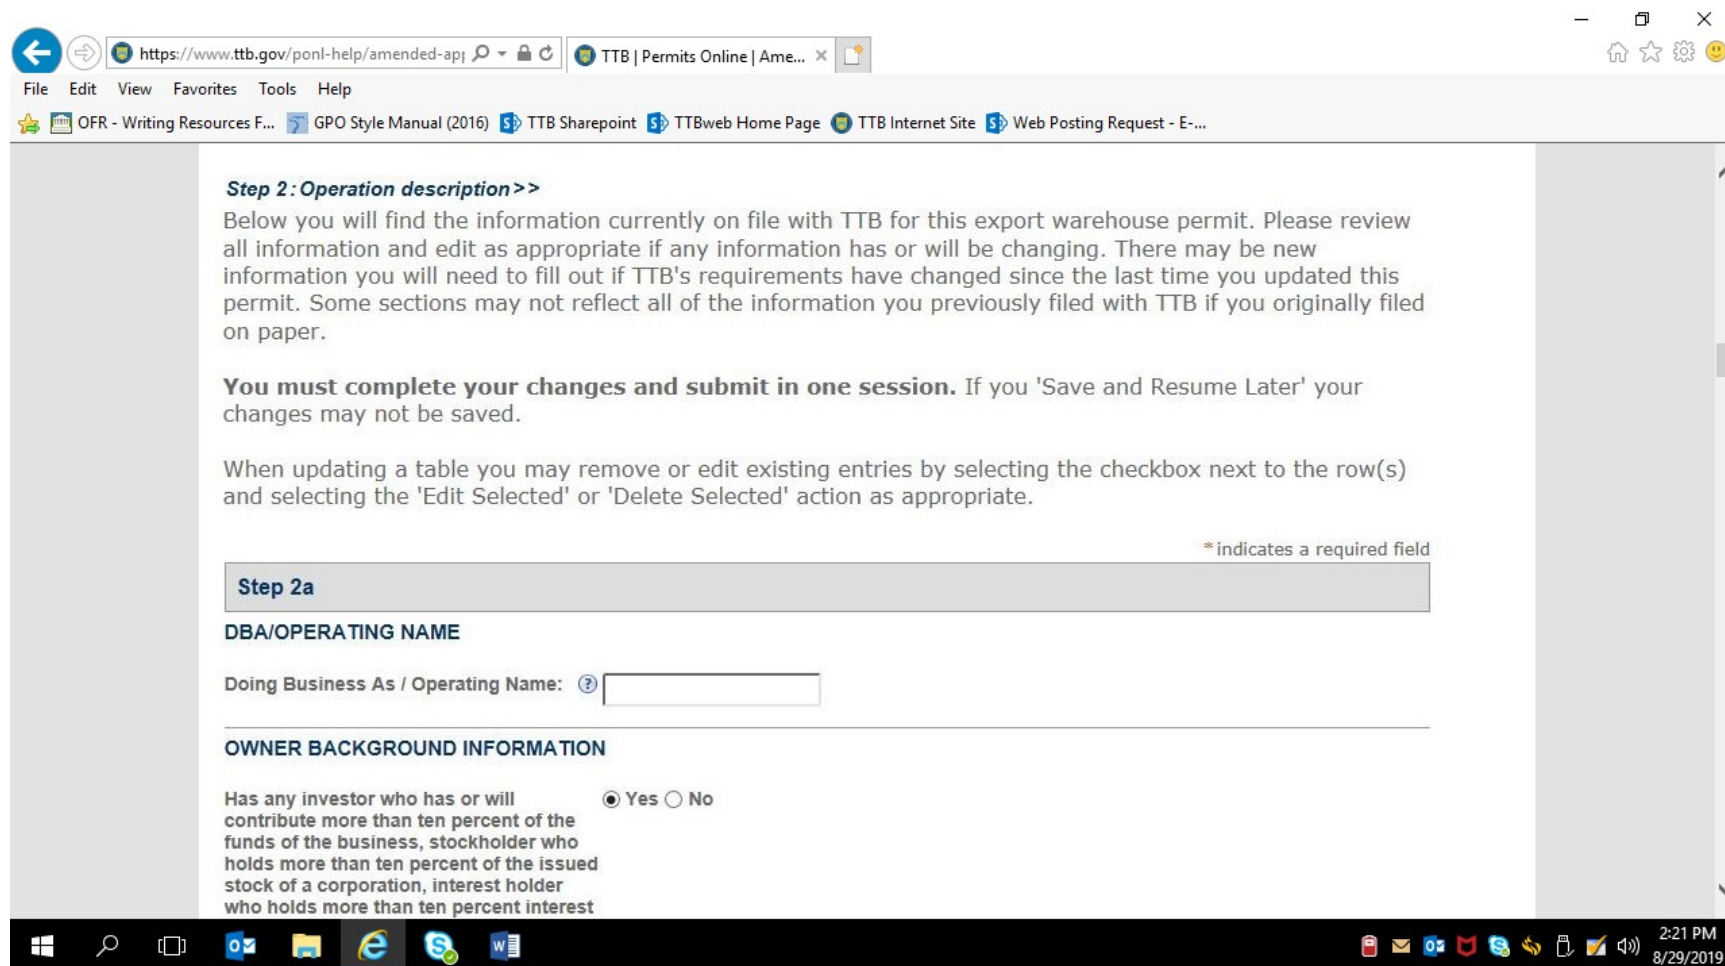 https://www.ttb.gov/ponl-help/amended-ap
TTB | Permits Online | Ame...
File Edit View Favorites Tools Help
OFR - Writing Resources F... GPO Style Manual (2016) TTB Sharepoint TTBweb Home Page TTB Internet Site Web Posting Request - E-...
Step 2: Operation description>>
Below you will find the information currently on file with TTB for this export warehouse permit. Please review
all information and edit as appropriate if any information has or will be changing. There may be new
information you will need to fill out if TTB's requirements have changed since the last time you updated this
permit. Some sections may not reflect all of the information you previously filed with TTB if you originally filed
on paper.
You must complete your changes and submit in one session. If you 'Save and Resume Later' your
changes may not be saved.
When updating a table you may remove or edit existing entries by selecting the checkbox next to the row(s)
and selecting the 'Edit Selected' or 'Delete Selected' action as appropriate.
* indicates a required field
Step 2a
DBA/OPERATING NAME
Doing Business As / Operating Name:
OWNER BACKGROUND INFORMATION
Has any investor who has or will Yes No
contribute more than ten percent of the
funds of the business, stockholder who
holds more than ten percent of the issued
stock of a corporation, interest holder
who holds more than ten percent interest
2:21 PM
8/29/2019